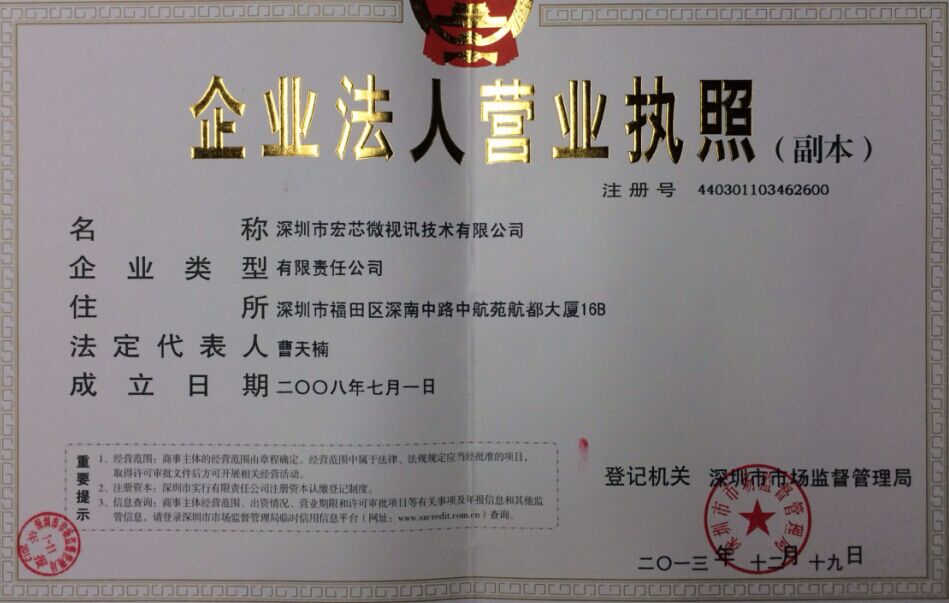 企业法人营业执照（副本）
注册号 440301103462600
名称 深圳市宏芯微视讯技术有限公司
企业类型 有限责任公司
住所 深圳市福田区深南中路中航苑航都大厦16B
法定代表人 曹天楠
成立日期 二〇〇八年七月一日
重要提示
1、经营范围：商事主体的经营范围由章程确定。经营范围中属于法律、法规规定应当经批准的项目，
取得许可审批文件后方可开展相关经营活动。
2、注册资本：深圳市实行有限责任公司注册资本认缴登记制度。
3、信息查询：商事主体经营范围、出资情况、营业期限和许可审批项目等有关事项及年报信息和其他监
管信息，请登录深圳市市场监督管理局临时信用信息平台（网址：www.szcredit.com.cn）查询。
登记机关 深圳市市场监督管理局
深圳市市场监督管理局
二〇一三年十二月十九日